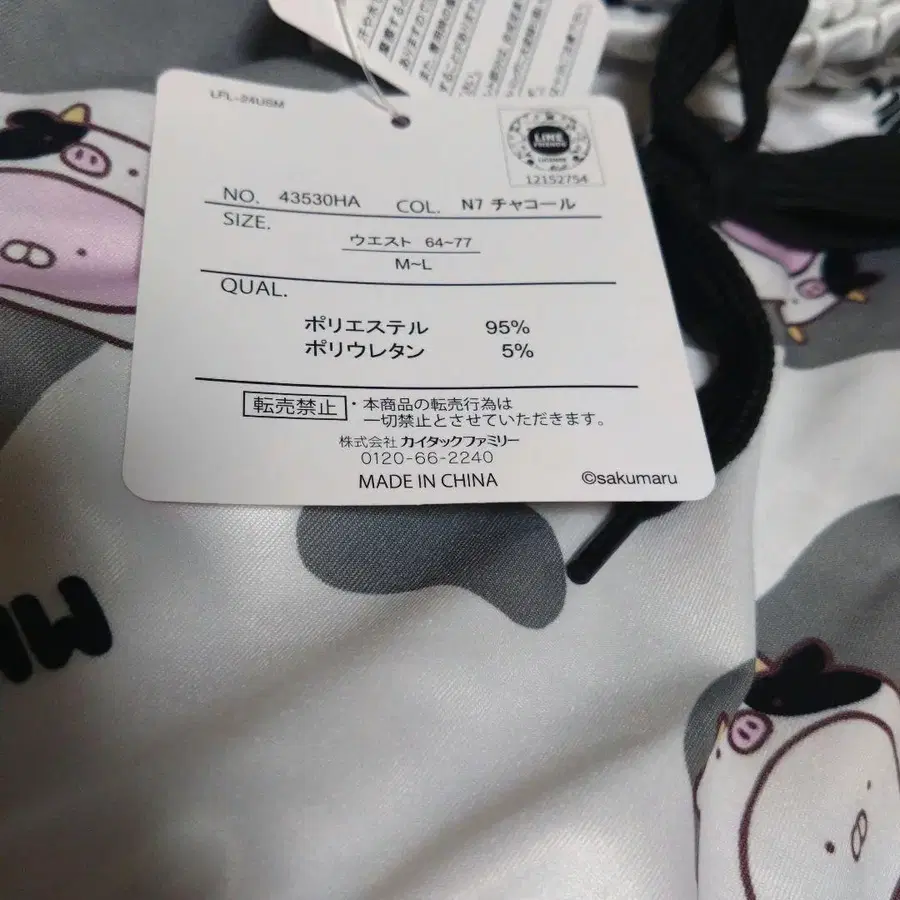 LFL-24USM
LINE
FRIENDS
12152754
NO. 43530HA COL. N7 チャコール
SIZE.
ウエスト 64~77
M~L
QUAL.
ポリエステル 95%
ポリウレタン 5%
転売禁止・本商品の転売行為は
一切禁止とさせていただきます。
株式会社 カイタックファミリー
0120-66-2240
MADE IN CHINA
©sakumaru